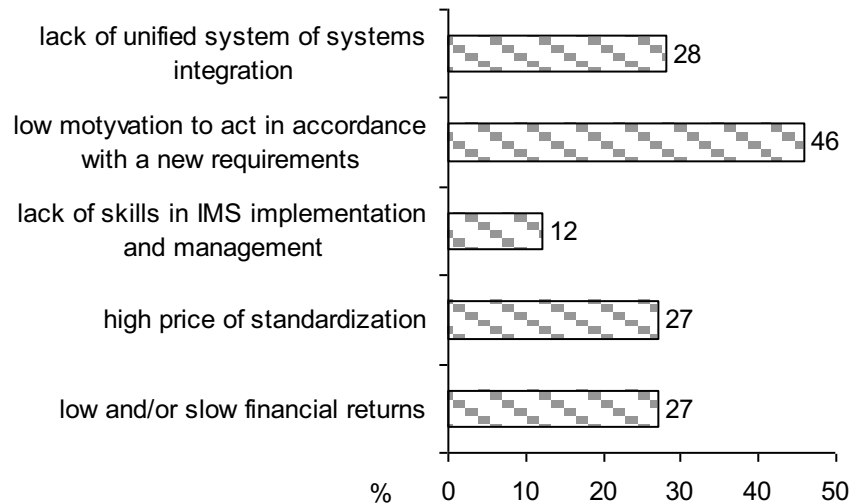 lack of unified system of systems
integration
28
low motyvation to act in accordance
with a new requirements
46
lack of skills in IMS implementation
and management
12
high price of standardization
27
low and/or slow financial returns
27
% 0 10 20 30 40 50